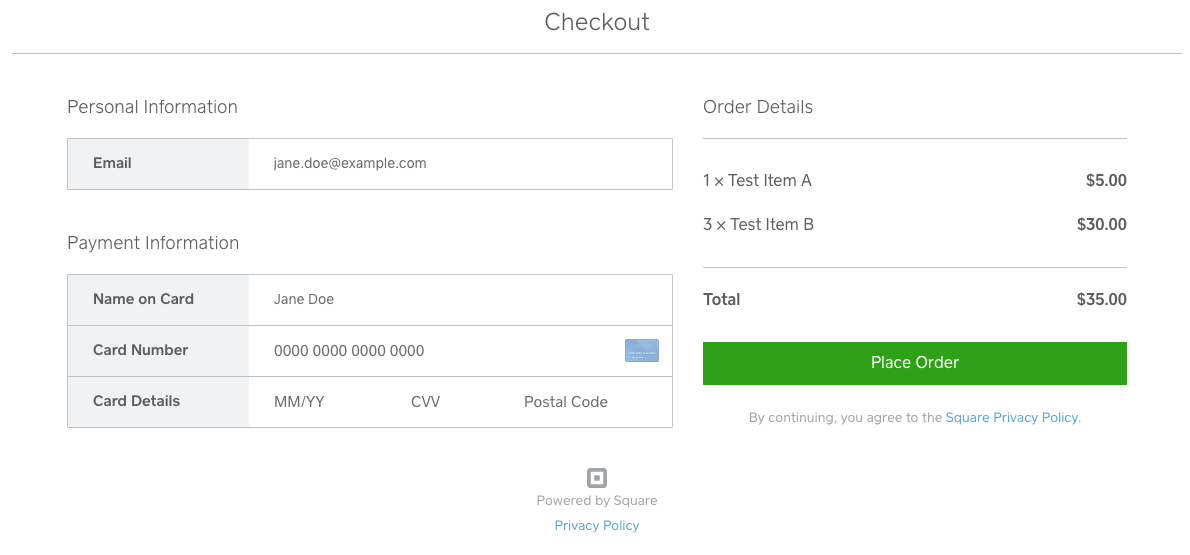 Checkout
Personal Information
Email jane.doe@example.com
Payment Information
Name on Card Jane Doe
Card Number 0000 0000 0000 0000
Card Details MM/YY CVV Postal Code
Order Details
1 × Test Item A $5.00
3 × Test Item B $30.00
Total $35.00
Place Order
By continuing, you agree to the Square Privacy Policy.
Powered by Square
Privacy Policy